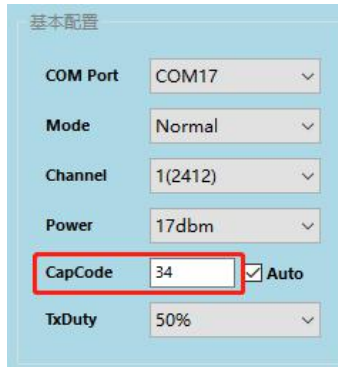 基本配置
COM Port COM17
Mode Normal
Channel 1(2412)
Power 17dbm
CapCode 34 Auto
TxDuty 50%